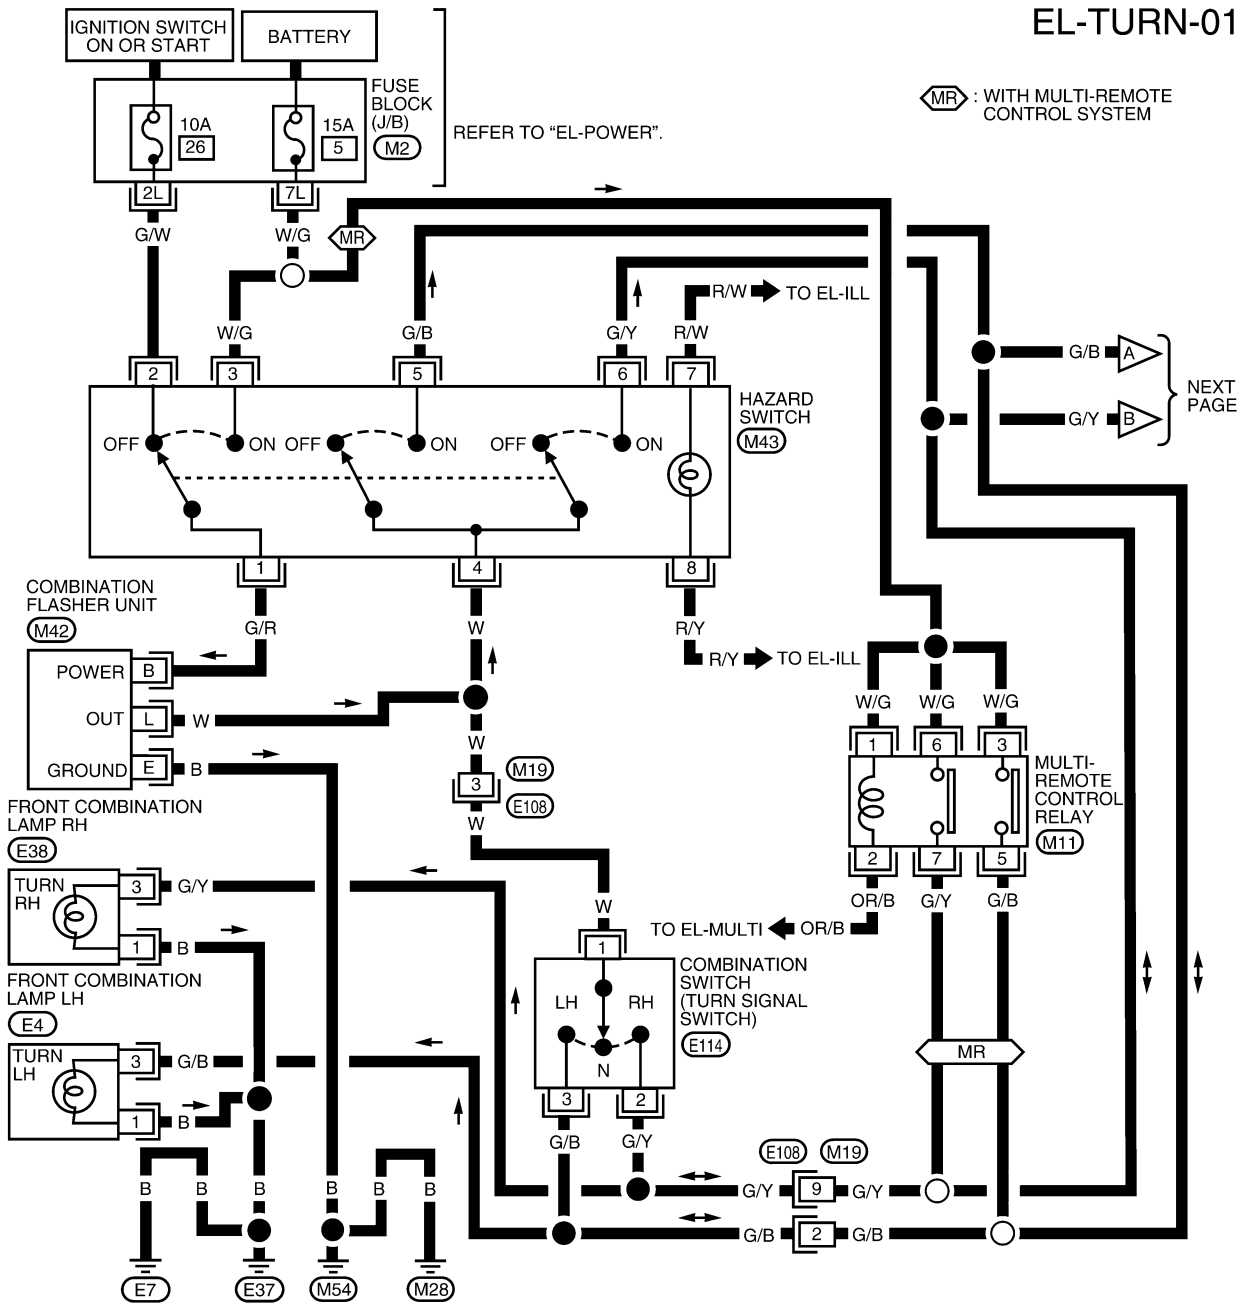 EL-TURN-01
IGNITION SWITCH
ON OR START
BATTERY
FUSE
BLOCK
(J/B)
M2
10A
26
15A
5
REFER TO “EL-POWER”.
MR : WITH MULTI-REMOTE
CONTROL SYSTEM
2L
7L
G/W
W/G
MR
R/W
TO EL-ILL
W/G
G/B
G/Y
R/W
G/B
A
G/Y
B
NEXT
PAGE
2
3
5
6
7
HAZARD
SWITCH
M43
OFF
ON
OFF
ON
OFF
ON
1
4
8
COMBINATION
FLASHER UNIT
M42
G/R
W
R/Y
R/Y
TO EL-ILL
POWER
B
OUT
L
W
GROUND
E
B
W
3
M19
E108
W
W/G
W/G
W/G
1
6
3
MULTI-
REMOTE
CONTROL
RELAY
M11
2
7
5
OR/B
G/Y
G/B
TO EL-MULTI
OR/B
FRONT COMBINATION
LAMP RH
E38
TURN
RH
3
G/Y
1
B
FRONT COMBINATION
LAMP LH
E4
TURN
LH
3
G/B
1
B
W
1
COMBINATION
SWITCH
(TURN SIGNAL
SWITCH)
E114
LH
RH
N
3
2
G/B
G/Y
MR
E108
M19
G/Y
9
G/Y
G/B
2
G/B
B
B
B
B
B
B
E7
E37
M54
M28